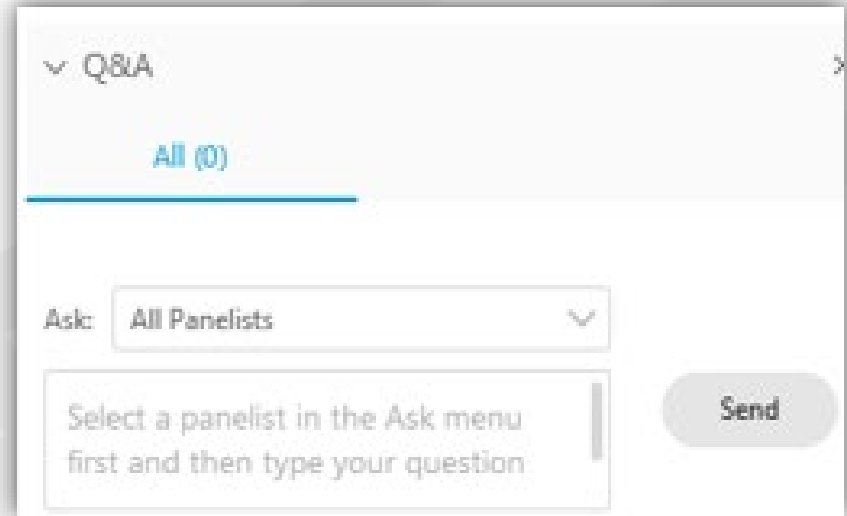 Q&A
All (0)
Ask:
All Panelists
Select a panelist in the Ask menu
first and then type your question
Send